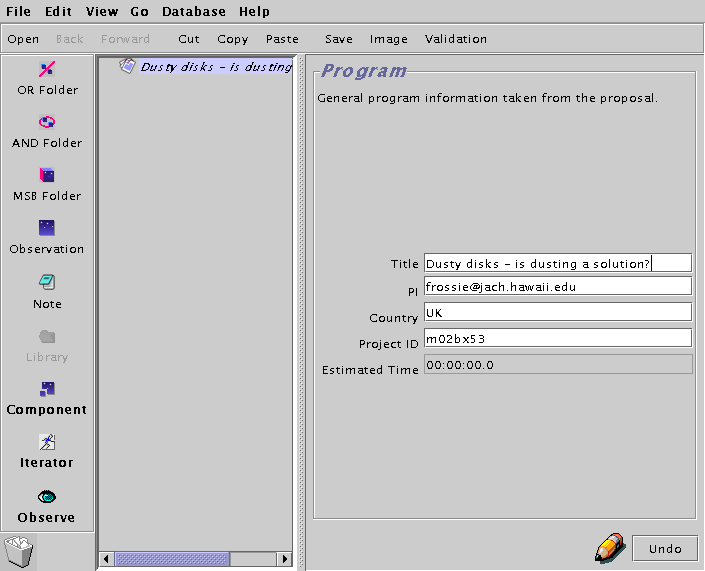 File Edit View Go Database Help
Open Back Forward Cut Copy Paste Save Image Validation
OR Folder
AND Folder
MSB Folder
Observation
Note
Library
Component
Iterator
Observe
Dusty disks – is dusting
Program
General program information taken from the proposal.
Title Dusty disks – is dusting a solution?
PI frossie@jach.hawaii.edu
Country UK
Project ID m02bx53
Estimated Time 00:00:00.0
Undo